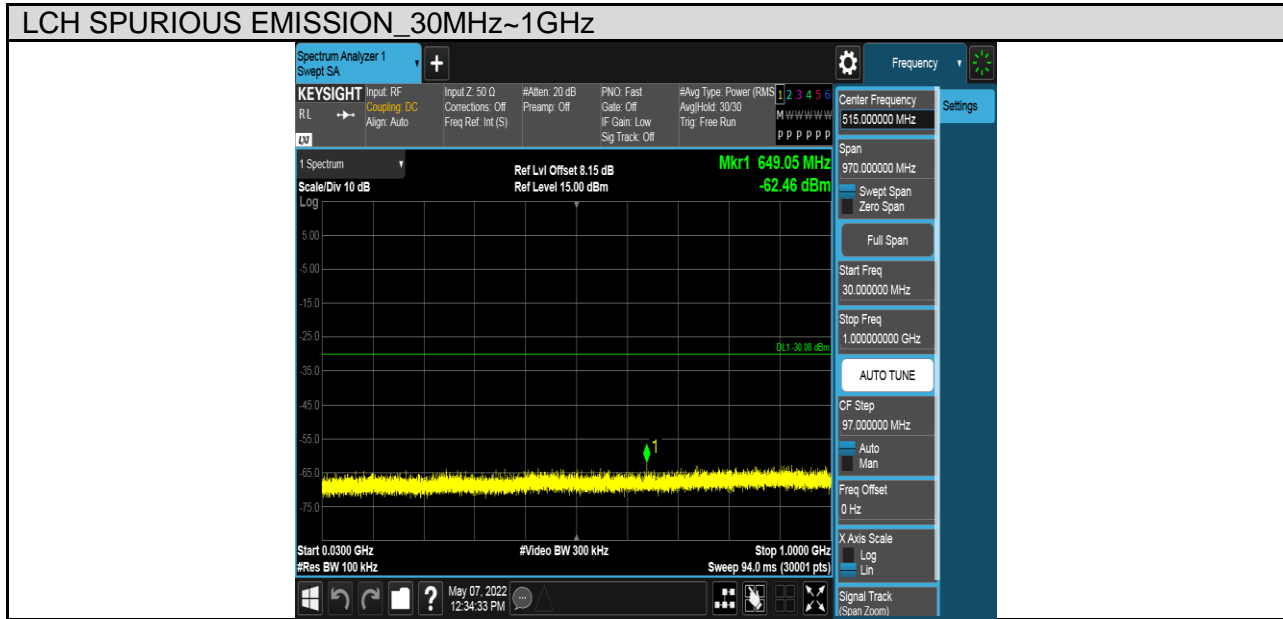 LCH SPURIOUS EMISSION_30MHz~1GHz
Spectrum Analyzer 1
Swept SA
+
Frequency
KEYSIGHT
RL
LXI
Input: RF
Coupling: DC
Align: Auto
Input Z: 50 Ω
Corrections: Off
Freq Ref: Int (S)
#Atten: 20 dB
Preamp: Off
PNO: Fast
Gate: Off
IF Gain: Low
Sig Track: Off
#Avg Type: Power (RMS
Avg|Hold: 30/30
Trig: Free Run
1 2 3 4 5 6
M W W W W W
P P P P P P
Center Frequency
515.000000 MHz
Settings
Span
970.000000 MHz
Swept Span
Zero Span
Full Span
Start Freq
30.000000 MHz
Stop Freq
1.000000000 GHz
AUTO TUNE
CF Step
97.000000 MHz
Auto
Man
Freq Offset
0 Hz
X Axis Scale
Log
Lin
Signal Track
(Span Zoom)
1 Spectrum
Scale/Div 10 dB
Ref Lvl Offset 8.15 dB
Ref Level 15.00 dBm
Mkr1 649.05 MHz
-62.46 dBm
Log
5.00
-5.00
-15.0
-25.0
DL1 -30.08 dBm
-35.0
-45.0
-55.0
1
-65.0
-75.0
Start 0.0300 GHz
#Video BW 300 kHz
Stop 1.0000 GHz
#Res BW 100 kHz
Sweep 94.0 ms (30001 pts)
?
May 07, 2022
12:34:33 PM